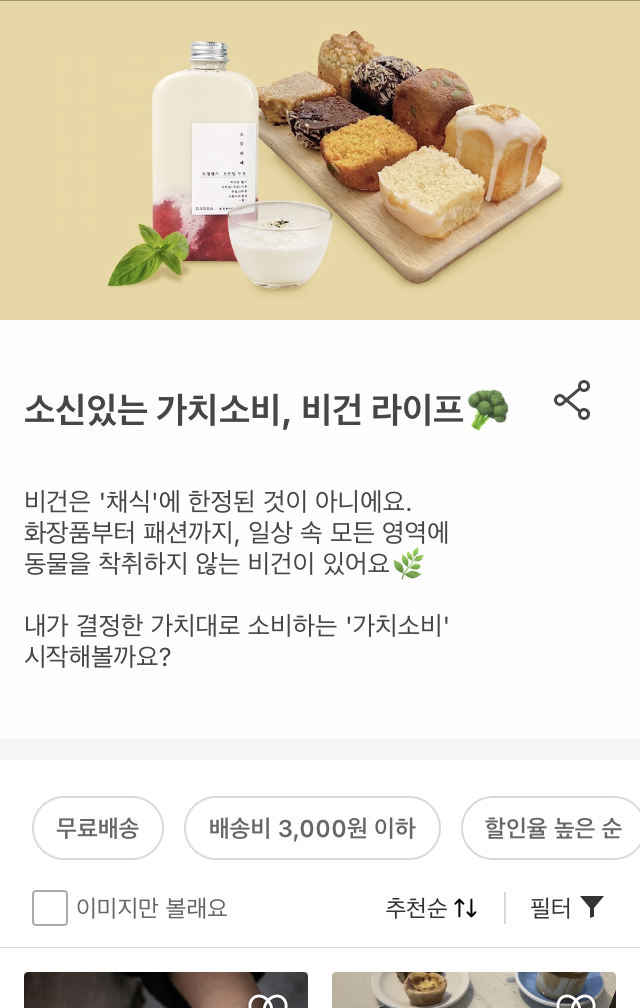 소신있는 가치소비, 비건 라이프🥦
비건은 '채식'에 한정된 것이 아니에요.
화장품부터 패션까지, 일상 속 모든 영역에
동물을 착취하지 않는 비건이 있어요🌿
내가 결정한 가치대로 소비하는 '가치소비'
시작해볼까요?
무료배송 배송비 3,000원 이하 할인율 높은 순
이미지만 볼래요 추천순 필터